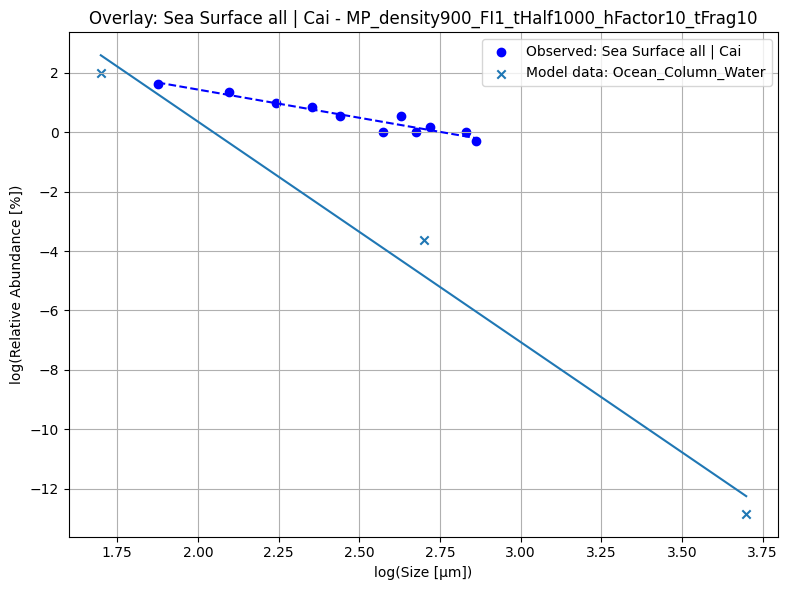 Overlay: Sea Surface all | Cai - MP_density900_FI1_tHalf1000_hFactor10_tFrag10
Observed: Sea Surface all | Cai
Model data: Ocean_Column_Water
log(Relative Abundance [%])
2
0
−2
−4
−6
−8
−10
−12
1.75 2.00 2.25 2.50 2.75 3.00 3.25 3.50 3.75
log(Size [µm])